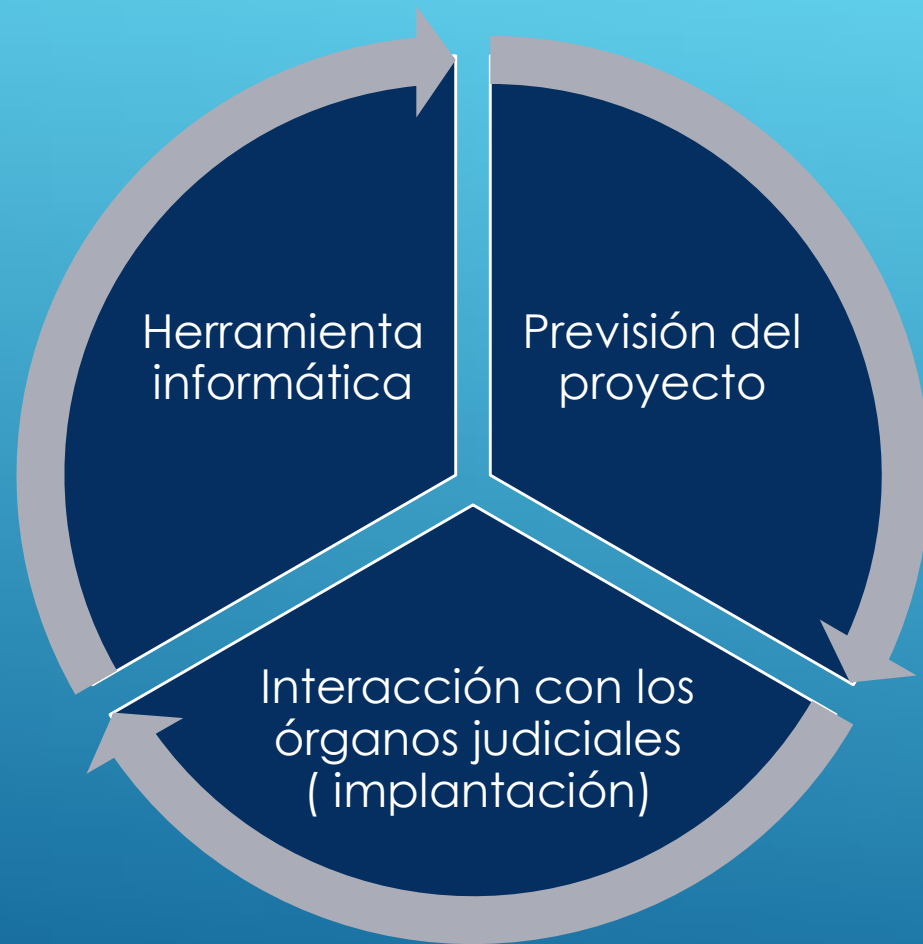 Herramienta
informática
Previsión del
proyecto
Interacción con los
órganos judiciales
( implantación)